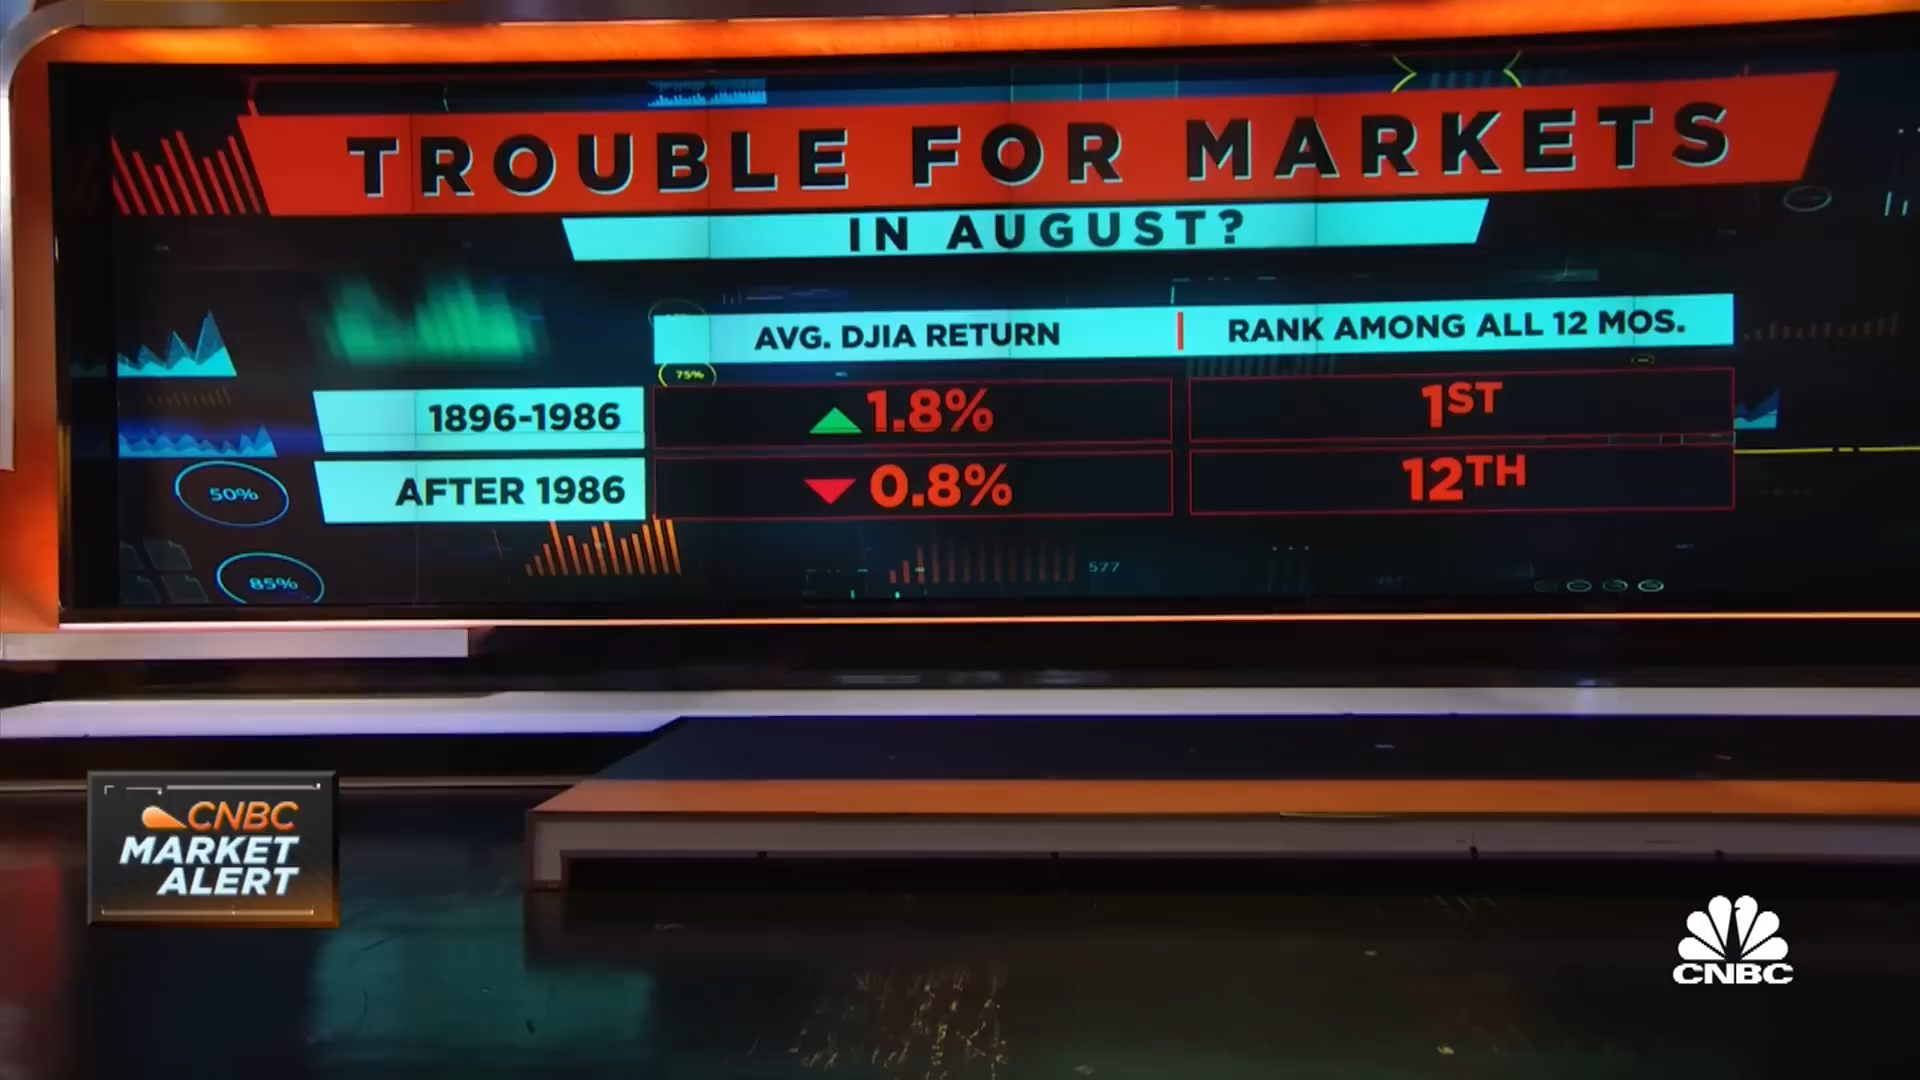 TROUBLE FOR MARKETS
IN AUGUST?
AVG. DJIA RETURN | RANK AMONG ALL 12 MOS.
75%
1896-1986 1.8% 1ST
AFTER 1986 0.8% 12TH
50%
85%
577
CNBC
MARKET
ALERT
CNBC